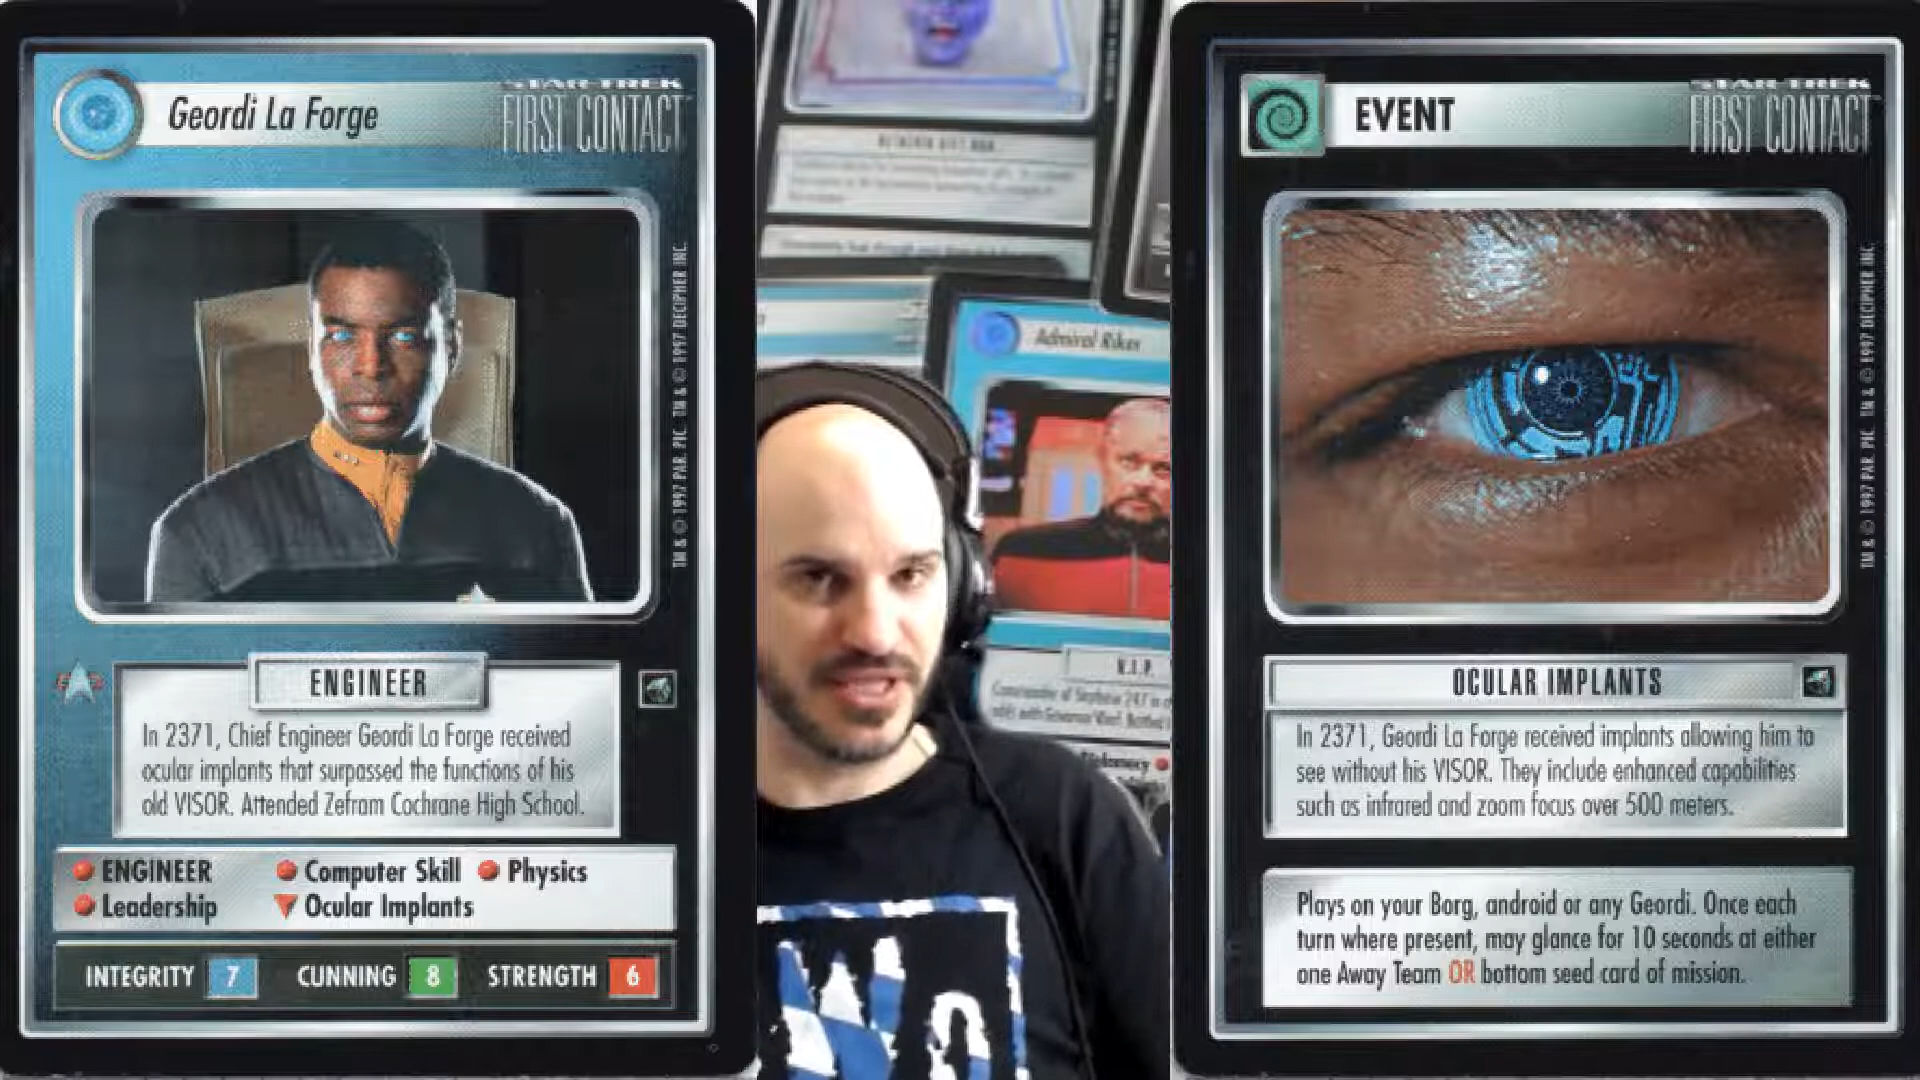 Geordi La Forge
STAR TREK
FIRST CONTACT
TM & © 1997 PAR. PIC. TM & © 1997 DECIPHER INC.
ENGINEER
In 2371, Chief Engineer Geordi La Forge received
ocular implants that surpassed the functions of his
old VISOR. Attended Zefram Cochrane High School.
ENGINEER Computer Skill Physics
Leadership Ocular Implants
INTEGRITY 7 CUNNING 8 STRENGTH 6
Admiral Riker
V.I.P.
Diplomacy
EVENT
STAR TREK
FIRST CONTACT
TM & © 1997 PAR. PIC. TM & © 1997 DECIPHER INC.
OCULAR IMPLANTS
In 2371, Geordi La Forge received implants allowing him to
see without his VISOR. They include enhanced capabilities
such as infrared and zoom focus over 500 meters.
Plays on your Borg, android or any Geordi. Once each
turn where present, may glance for 10 seconds at either
one Away Team OR bottom seed card of mission.